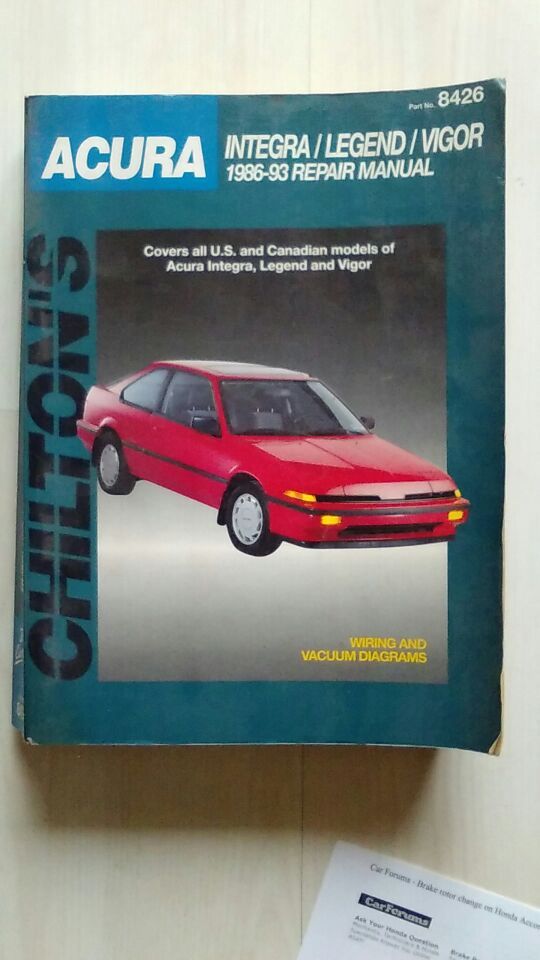 Part No. 8426
ACURA
INTEGRA / LEGEND / VIGOR
1986-93 REPAIR MANUAL
CHILTON'S
Covers all U.S. and Canadian models of
Acura Integra, Legend and Vigor
WIRING AND
VACUUM DIAGRAMS
Car Forums - Brake rotor change on Honda Accor
CarForums
Ask Your Honda Question